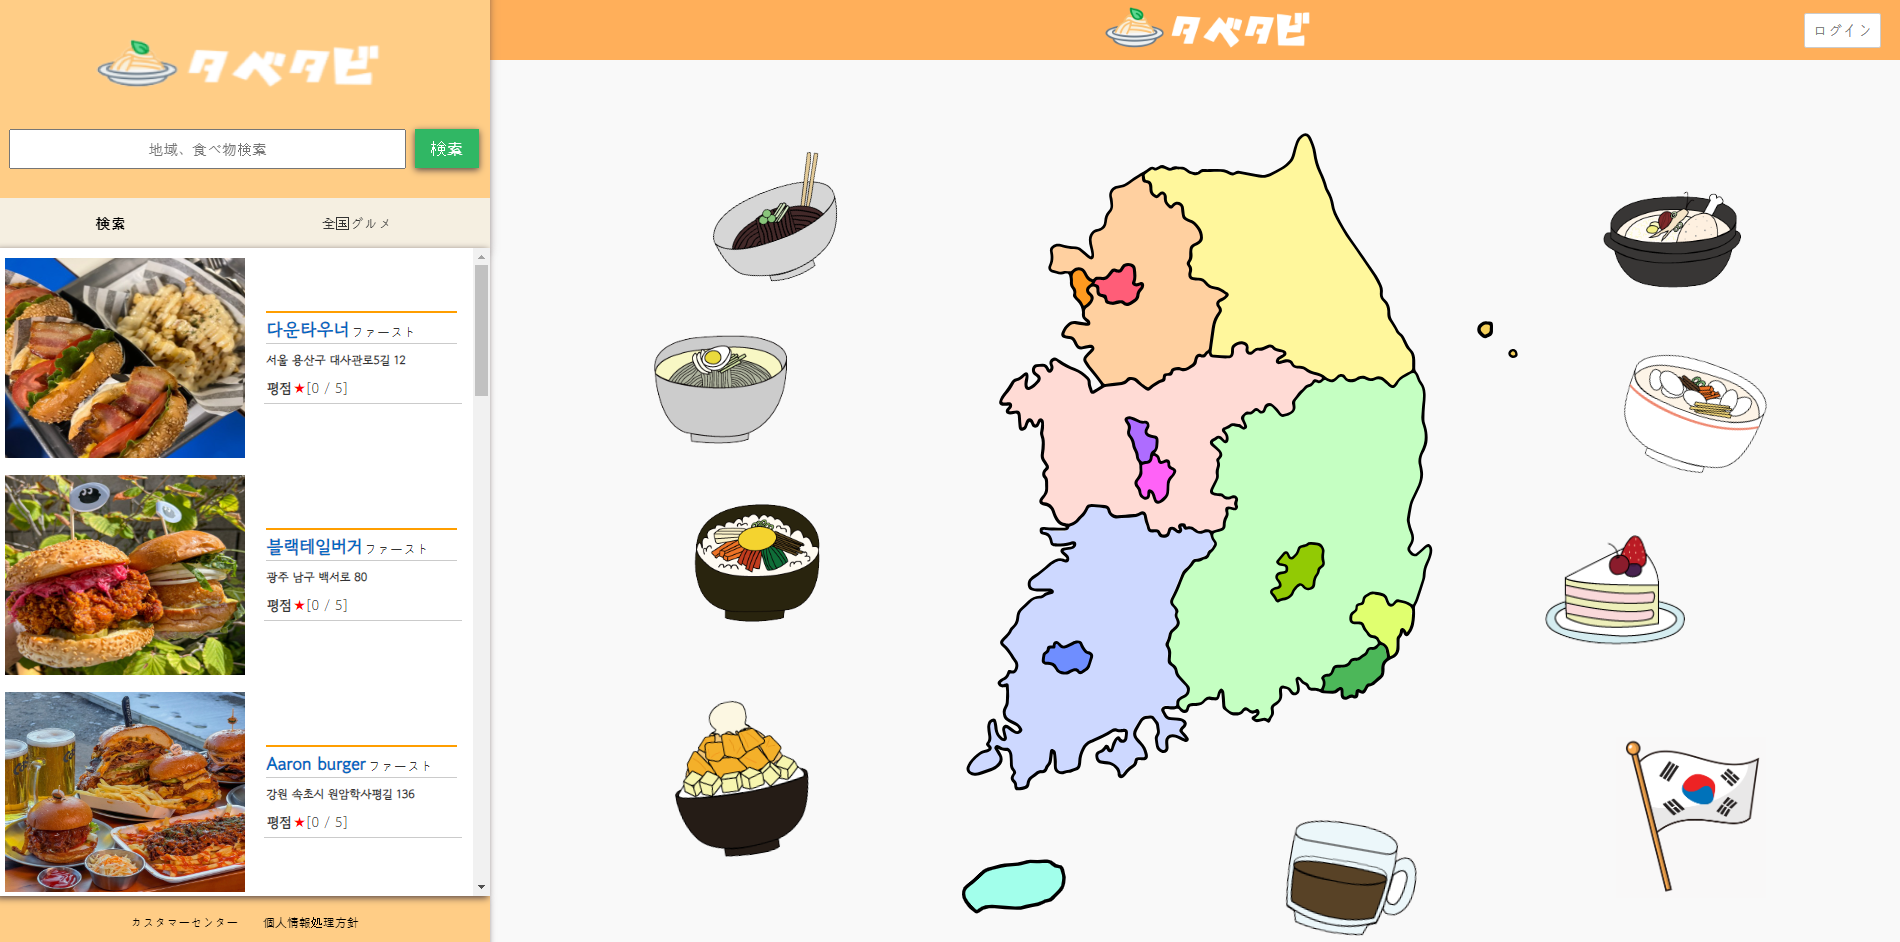 タベタビ
検索
地域、食べ物検索
検索
全国グルメ
다운타우너 ファースト
서울 용산구 대사관로5길 12
평점 ★ [0 / 5]
블랙테일버거 ファースト
광주 남구 백서로 80
평점 ★ [0 / 5]
Aaron burger ファースト
강원 속초시 원암학사평길 136
평점 ★ [0 / 5]
カスタマーセンター 個人情報処理方針
タベタビ
ログイン